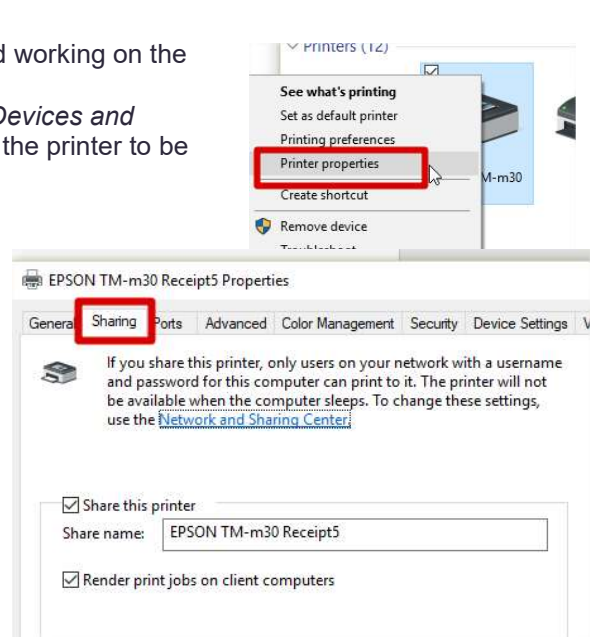 d working on the
Devices and
the printer to be
Printers (12)
See what's printing
Set as default printer
Printing preferences
Printer properties
M-m30
Create shortcut
Remove device
EPSON TM-m30 Receipt5 Properties
General Sharing Ports Advanced Color Management Security Device Settings V
If you share this printer, only users on your network with a username
and password for this computer can print to it. The printer will not
be available when the computer sleeps. To change these settings,
use the Network and Sharing Center.
Share this printer
Share name: EPSON TM-m30 Receipt5
Render print jobs on client computers